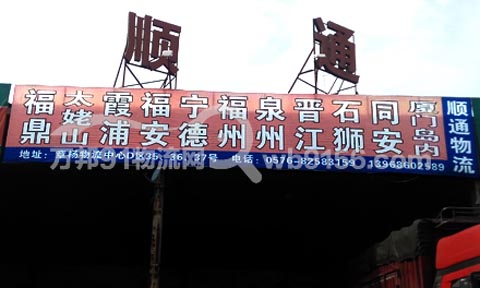 顺通
福鼎
太姥山
霞浦
福安
宁德
福州
泉州
晋江
石狮
同安
厦门岛内
顺通物流
地址：章杨物流中心D区35、36、37号 电话：0576-82583159 13968602589